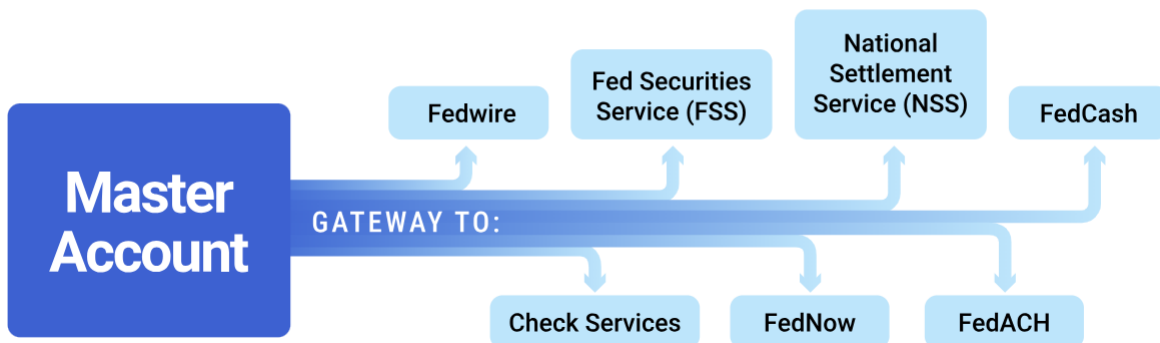 Master
Account
GATEWAY TO:
Fedwire
Fed Securities
Service (FSS)
National
Settlement
Service (NSS)
FedCash
Check Services
FedNow
FedACH